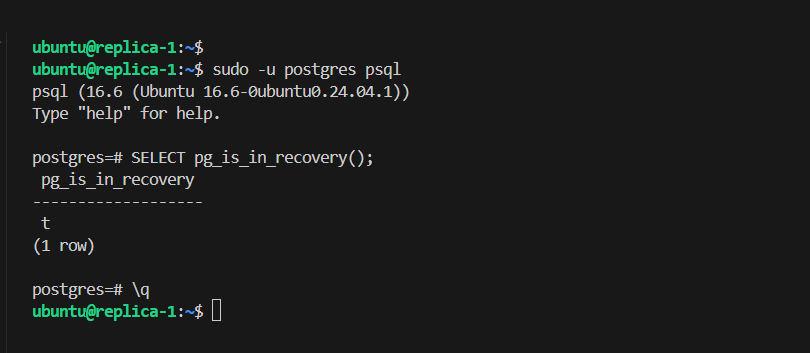 ubuntu@replica-1:~$
ubuntu@replica-1:~$ sudo -u postgres psql
psql (16.6 (Ubuntu 16.6-0ubuntu0.24.04.1))
Type "help" for help.

postgres=# SELECT pg_is_in_recovery();
 pg_is_in_recovery
-------------------
 t
(1 row)

postgres=# \q
ubuntu@replica-1:~$